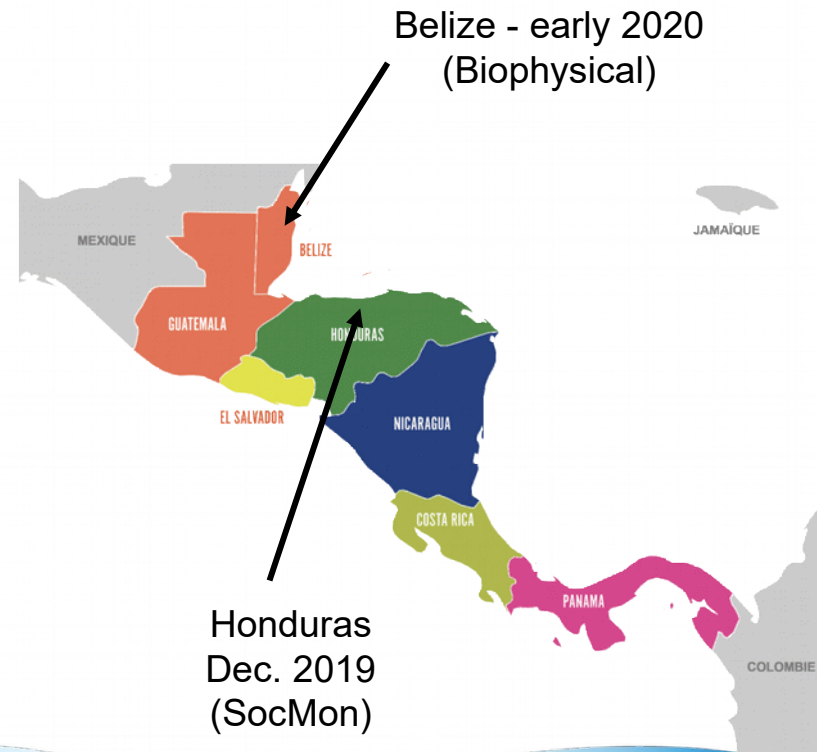 Belize - early 2020
(Biophysical)
MEXIQUE
JAMAÏQUE
BELIZE
GUATEMALA
HONDURAS
EL SALVADOR
NICARAGUA
COSTA RICA
PANAMA
Honduras
Dec. 2019
(SocMon)
COLOMBIE